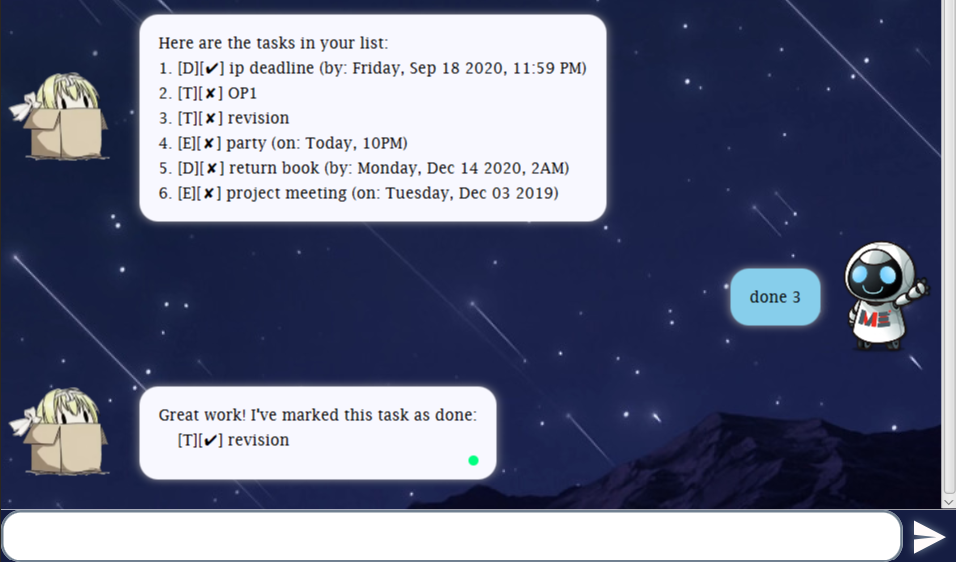 Here are the tasks in your list:
1. [D][✔] ip deadline (by: Friday, Sep 18 2020, 11:59 PM)
2. [T][✘] OP1
3. [T][✘] revision
4. [E][✘] party (on: Today, 10PM)
5. [D][✘] return book (by: Monday, Dec 14 2020, 2AM)
6. [E][✘] project meeting (on: Tuesday, Dec 03 2019)
done 3
ME
Great work! I've marked this task as done:
[T][✔] revision